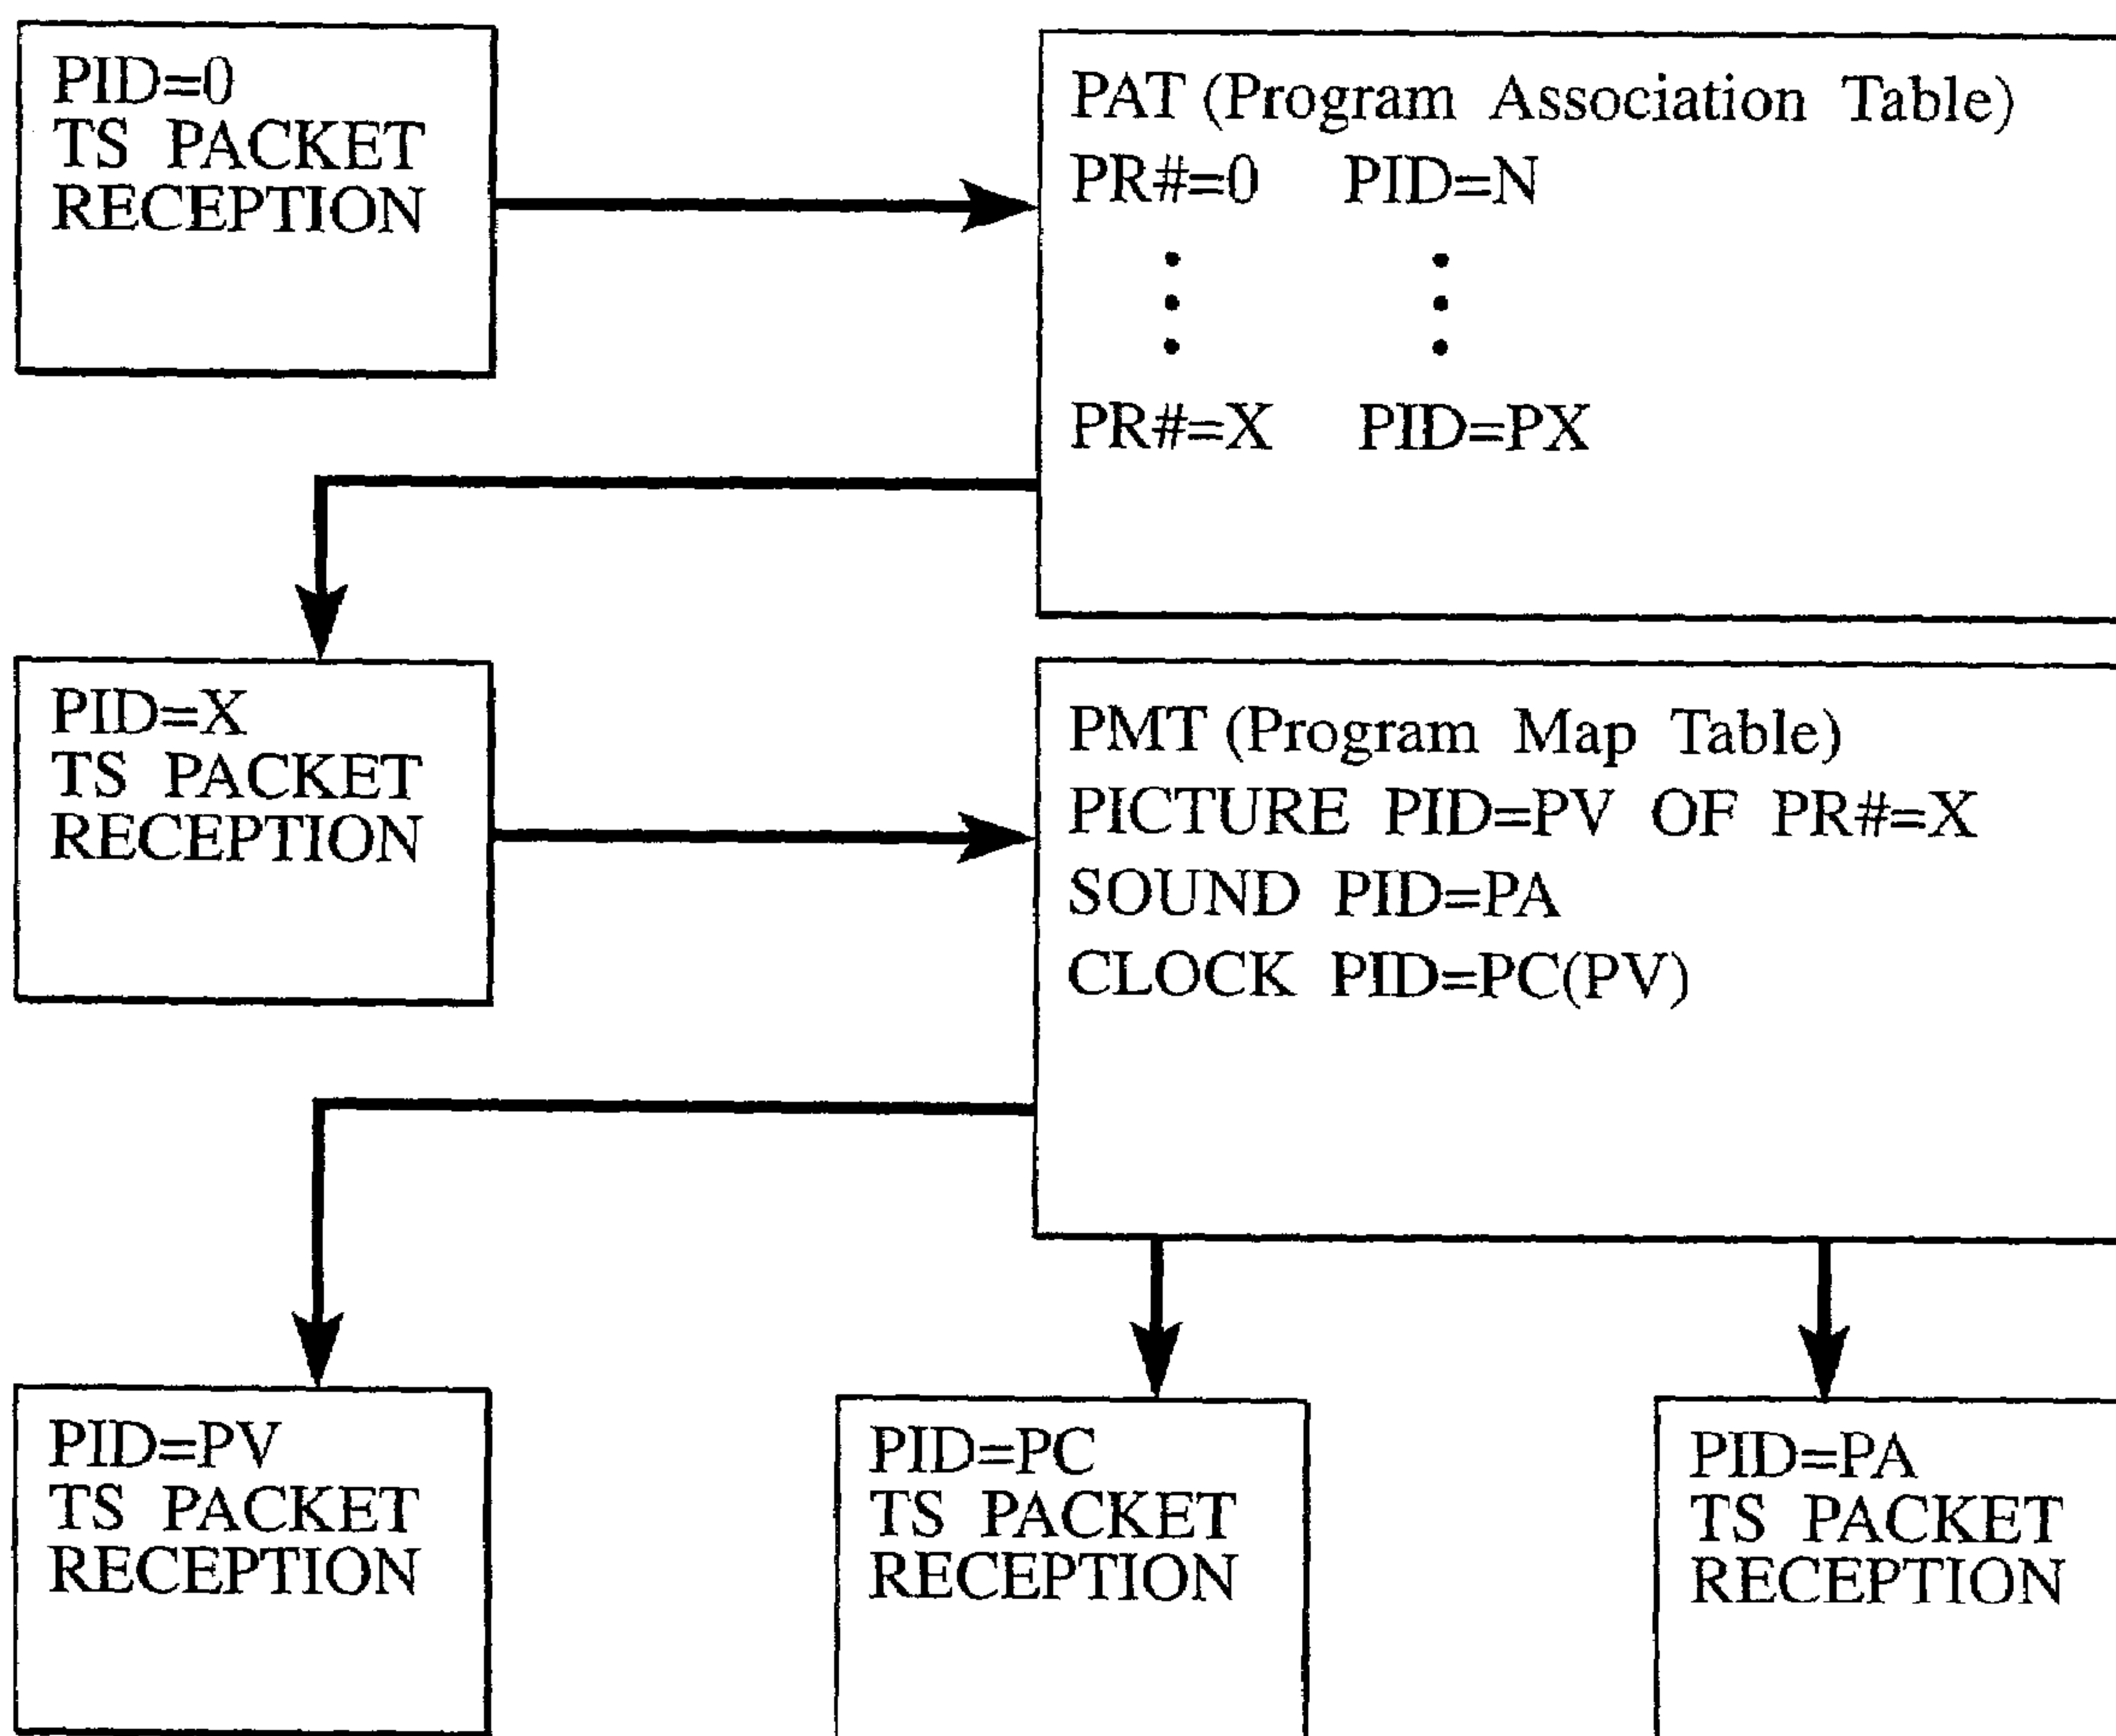 PID=0
TS PACKET
RECEPTION
PAT (Program Association Table)
PR#=0 PID=N
PR#=X PID=PX
PID=X
TS PACKET
RECEPTION
PMT (Program Map Table)
PICTURE PID=PV OF PR#=X
SOUND PID=PA
CLOCK PID=PC(PV)
PID=PV
TS PACKET
RECEPTION
PID=PC
TS PACKET
RECEPTION
PID=PA
TS PACKET
RECEPTION